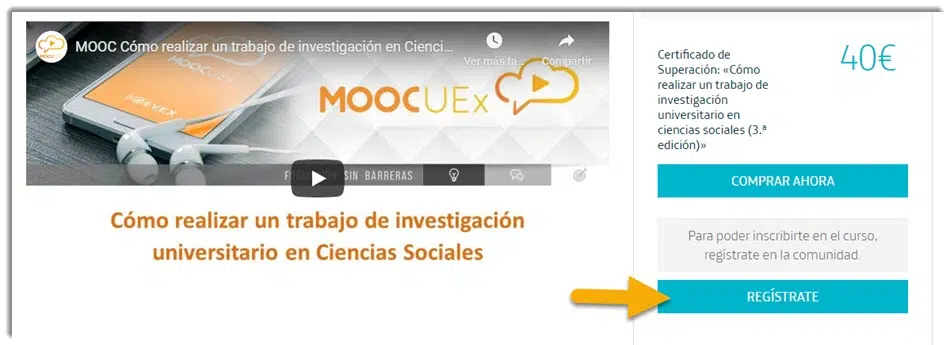 MOOC Cómo realizar un trabajo de investigación en Cienci...
Ver más ta...
Compartir
MOOCUEx
FORMACIÓN SIN BARRERAS
Cómo realizar un trabajo de investigación
universitario en Ciencias Sociales
Certificado de
Superación: «Cómo
realizar un trabajo de
investigación
universitario en
ciencias sociales (3.ª
edición)»
40€
COMPRAR AHORA
Para poder inscribirte en el curso,
regístrate en la comunidad.
REGÍSTRATE